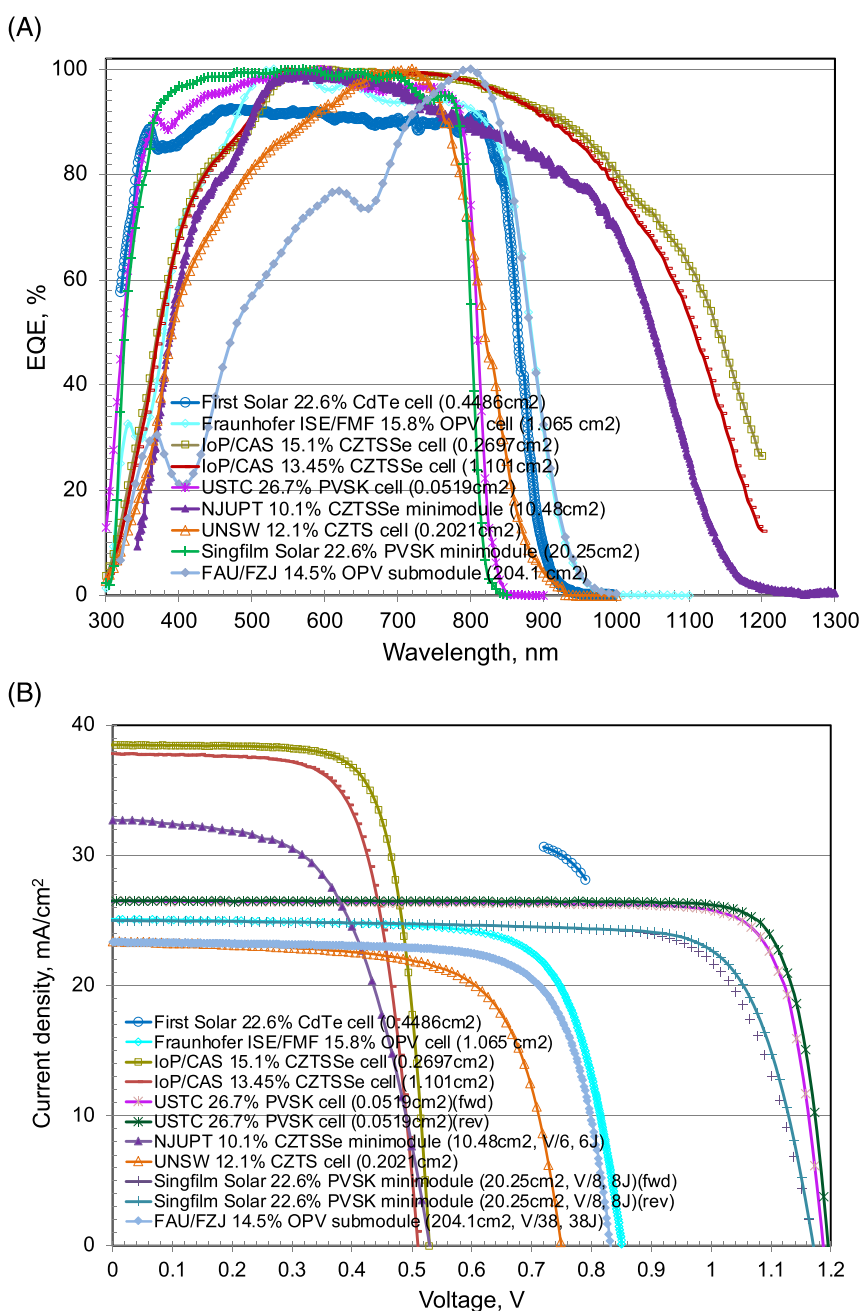 (A)
100
80
60
40
20
0
EQE, %
First Solar 22.6% CdTe cell (0.4486cm2)
Fraunhofer ISE/FMF 15.8% OPV cell (1.065 cm2)
IoP/CAS 15.1% CZTSSe cell (0.2697cm2)
IoP/CAS 13.45% CZTSSe cell (1.101cm2)
USTC 26.7% PVSK cell (0.0519cm2)
NJUPT 10.1% CZTSSe minimodule (10.48cm2)
UNSW 12.1% CZTS cell (0.2021cm2)
Singfilm Solar 22.6% PVSK minimodule (20.25cm2)
FAU/FZJ 14.5% OPV submodule (204.1 cm2)
300 400 500 600 700 800 900 1000 1100 1200 1300
Wavelength, nm
(B)
40
30
20
10
0
Current density, mA/cm²
First Solar 22.6% CdTe cell (0.4486cm2)
Fraunhofer ISE/FMF 15.8% OPV cell (1.065 cm2)
IoP/CAS 15.1% CZTSSe cell (0.2697cm2)
IoP/CAS 13.45% CZTSSe cell (1.101cm2)
USTC 26.7% PVSK cell (0.0519cm2)(fwd)
USTC 26.7% PVSK cell (0.0519cm2)(rev)
NJUPT 10.1% CZTSSe minimodule (10.48cm2, V/6, 6J)
UNSW 12.1% CZTS cell (0.2021cm2)
Singfilm Solar 22.6% PVSK minimodule (20.25cm2, V/8, 8J)(fwd)
Singfilm Solar 22.6% PVSK minimodule (20.25cm2, V/8, 8J)(rev)
FAU/FZJ 14.5% OPV submodule (204.1cm2, V/38, 38J)
0 0.1 0.2 0.3 0.4 0.5 0.6 0.7 0.8 0.9 1 1.1 1.2
Voltage, V